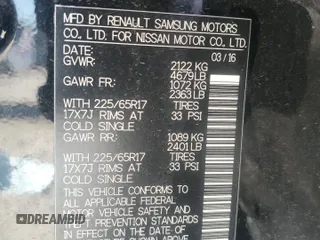 MFD BY RENAULT SAMSUNG MOTORS
CO., LTD. FOR NISSAN MOTOR CO., LTD.
DATE: 03/16
GVWR: 2122 KG
4679 LB
GAWR FR: 1072 KG
2363 LB
WITH 225/65R17 TIRES
17X7J RIMS AT 33 PSI
COLD SINGLE
GAWR RR: 1089 KG
2401 LB
WITH 225/65R17 TIRES
17X7J RIMS AT 33 PSI
COLD SINGLE
THIS VEHICLE CONFORMS TO ALL
APPLICABLE FEDERAL MOTOR VEHICLE
SAFETY AND BUMPER
THEFT PREVENTION STANDARDS
IN EFFECT ON THE DATE OF
DREAMBID